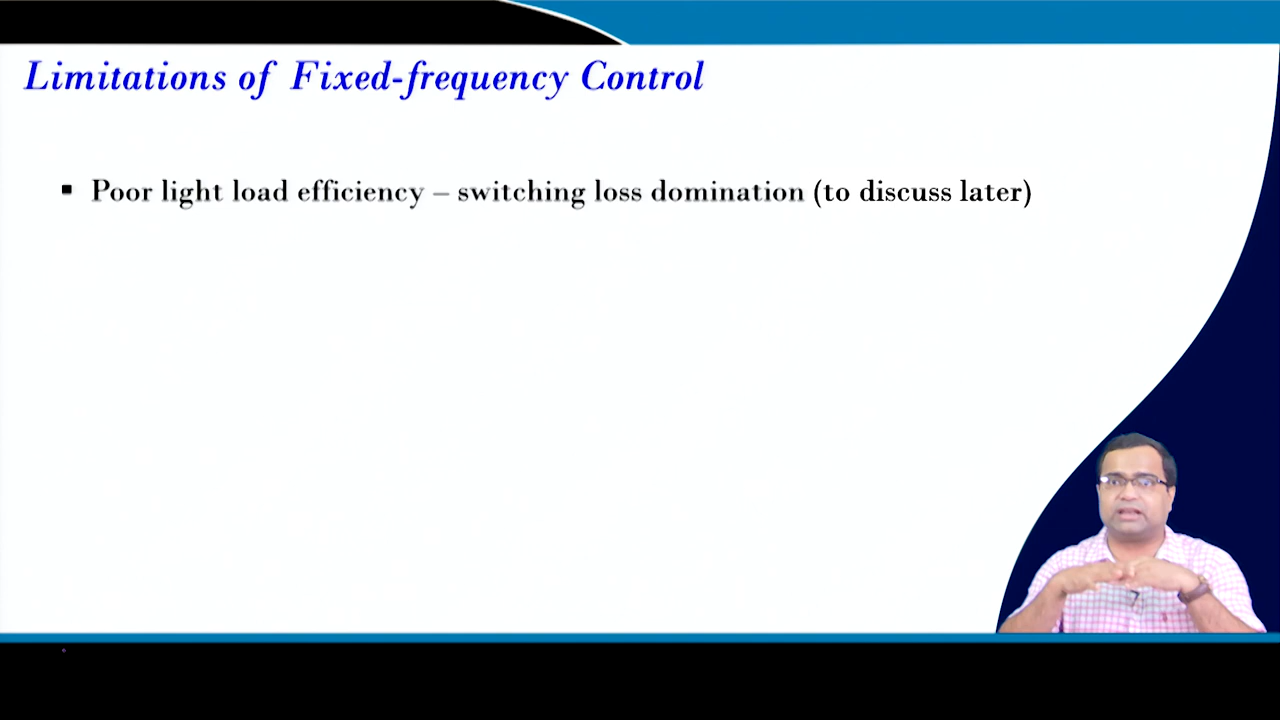 Limitations of Fixed-frequency Control
▪ Poor light load efficiency – switching loss domination (to discuss later)